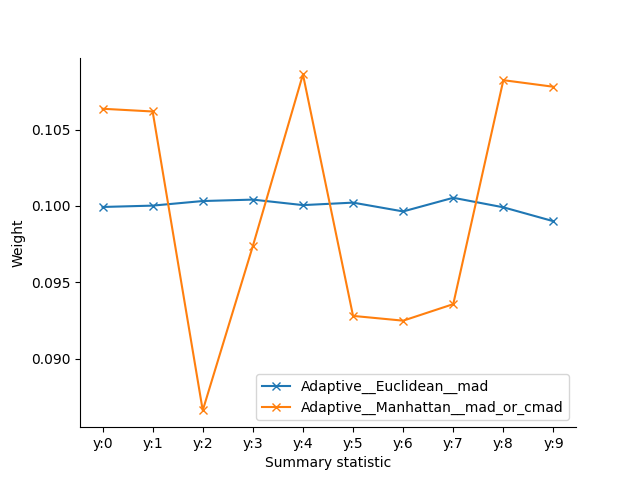 0.105
0.100
0.095
0.090
Weight
y:0 y:1 y:2 y:3 y:4 y:5 y:6 y:7 y:8 y:9
Summary statistic
Adaptive__Euclidean__mad
Adaptive__Manhattan__mad_or_cmad